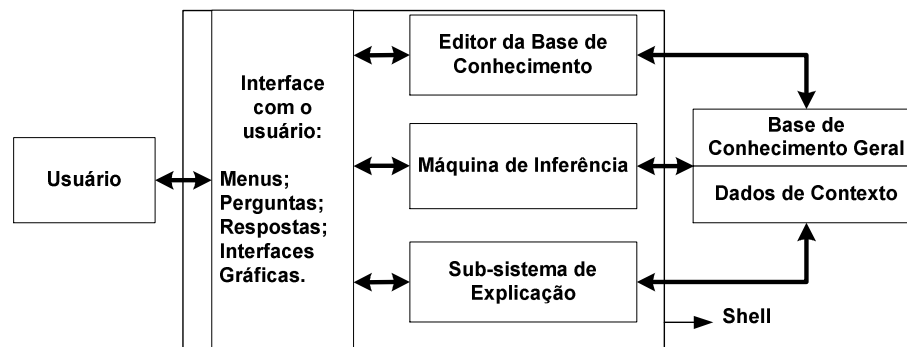 Usuário
Interface
com o
usuário:
Menus;
Perguntas;
Respostas;
Interfaces
Gráficas.
Editor da Base de
Conhecimento
Máquina de Inferência
Sub-sistema de
Explicação
Base de
Conhecimento Geral
Dados de Contexto
Shell